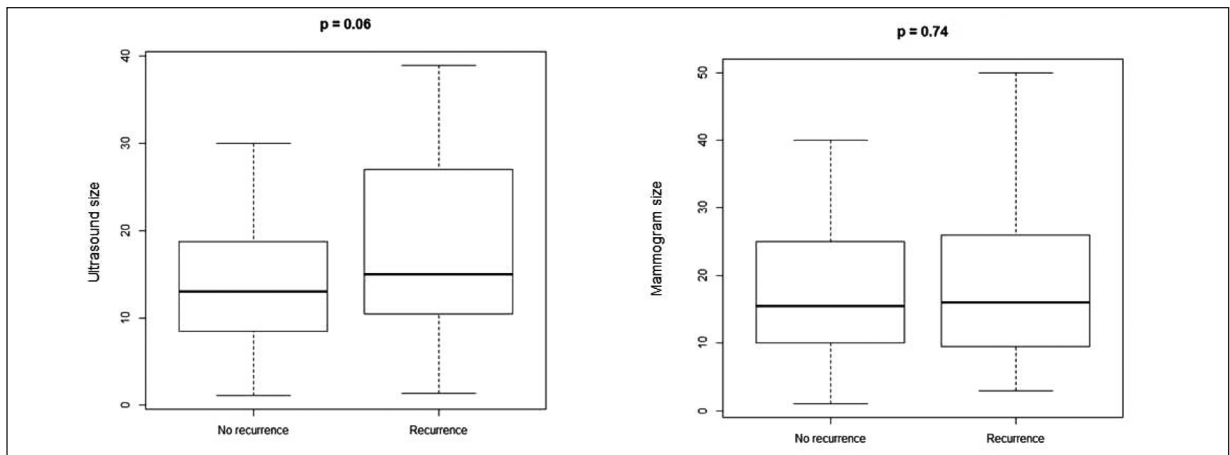 p = 0.06
Ultrasound size
40
30
20
10
0
No recurrence Recurrence
p = 0.74
Mammogram size
50
40
30
20
10
0
No recurrence Recurrence